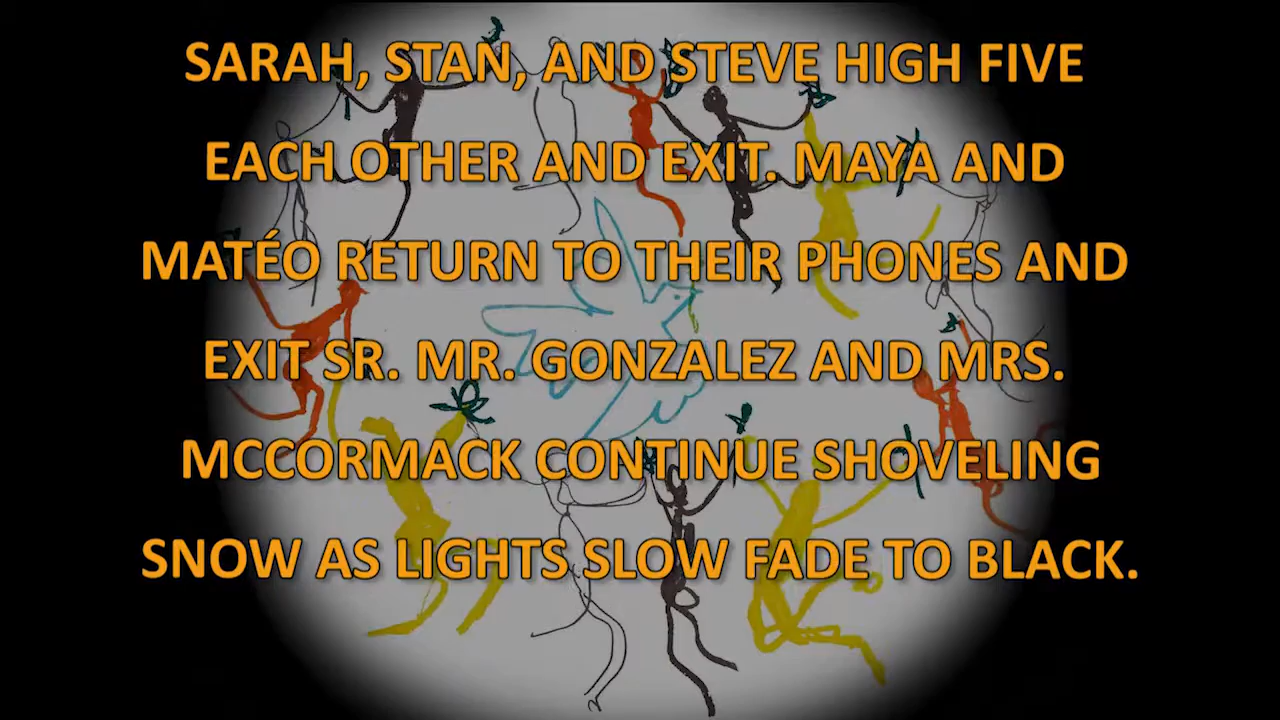 SARAH, STAN, AND STEVE HIGH FIVE
EACH OTHER AND EXIT. MAYA AND
MATÉO RETURN TO THEIR PHONES AND
EXIT SR. MR. GONZALEZ AND MRS.
MCCORMACK CONTINUE SHOVELING
SNOW AS LIGHTS SLOW FADE TO BLACK.